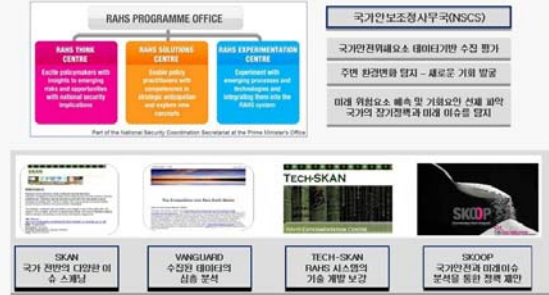 RAHS PROGRAMME OFFICE
RAHS THINK
CENTRE
Excite policymakers with
insights to emerging
risks and opportunities
with national security
implications
RAHS SOLUTIONS
CENTRE
Enable policy
practitioners with
competencies in
strategic anticipation
and explore new
concepts
RAHS EXPERIMENTATION
CENTRE
Experiment with
emerging processes and
technologies and
integrating them into the
RAHS system
Part of the National Security Coordination Secretariat at the Prime Minister's Office
국가안보조정사무국(NSCS)
국가안전위해요소 데이터기반 수집 평가
주변 환경변화 탐지 - 새로운 기회 발굴
미래 위험요소 예측 및 기회요인 선제 파악
국가의 장기정책과 미래 이슈를 탐지
SKAN
TECH-SKAN
RAHS EXPERIMENTATION CENTRE
SKOOP
SKAN
국가 전반의 다양한 이
슈 스캐닝
VANGUARD
수집된 데이터의
심층 분석
TECH-SKAN
RAHS 시스템의
기술 개발 보강
SKOOP
국가안전과 미래이슈
분석을 통한 정책 제안